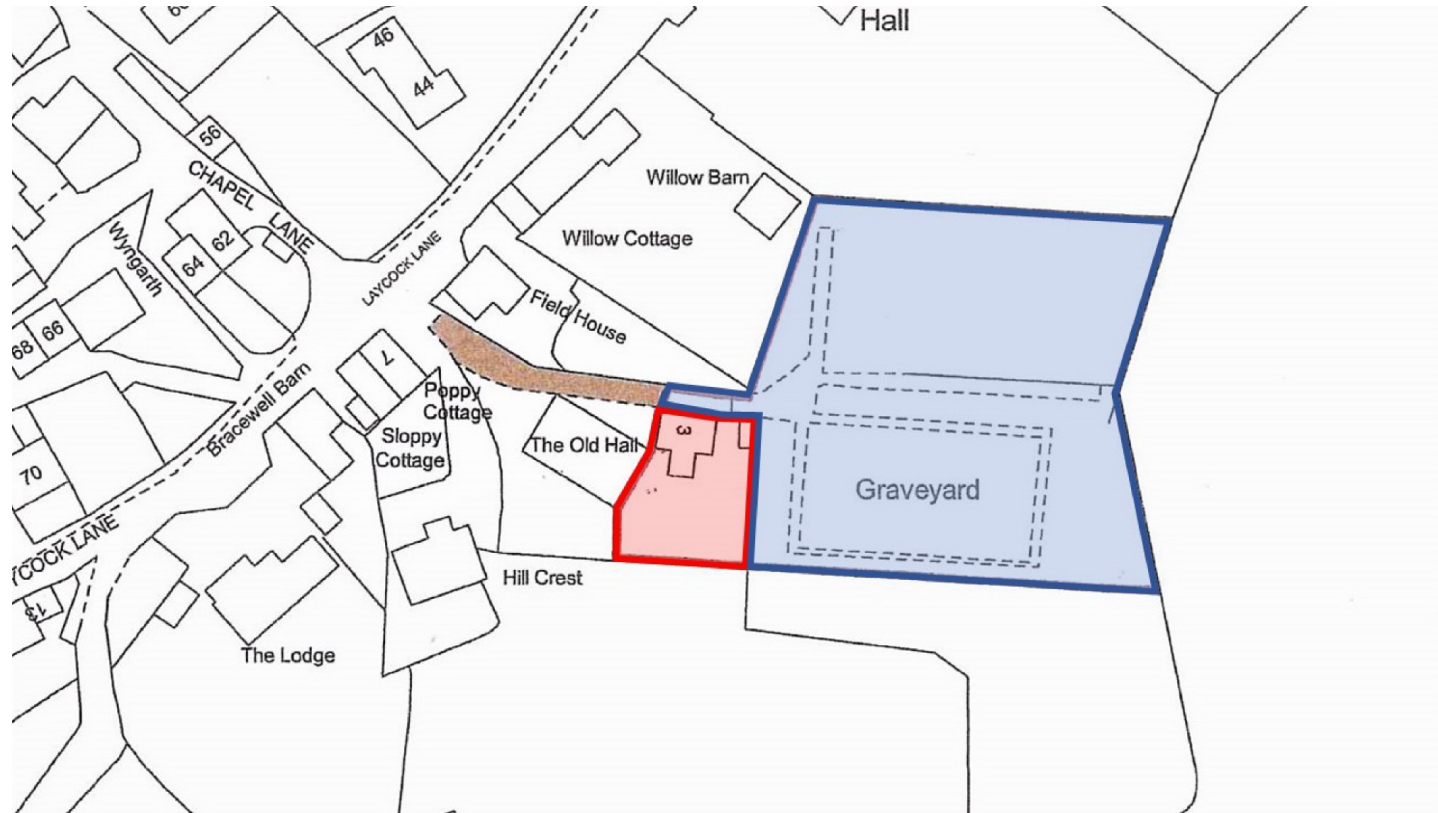 Hall
46
44
56
CHAPEL LANE
Willow Barn
Wyngarth
62
64
Willow Cottage
LAYCOCK LANE
Field House
68
66
7
Bracewell Barn
Poppy
Cottage
Sloppy
Cottage
The Old Hall
3
70
Graveyard
YCOCK LANE
Hill Crest
13
The Lodge